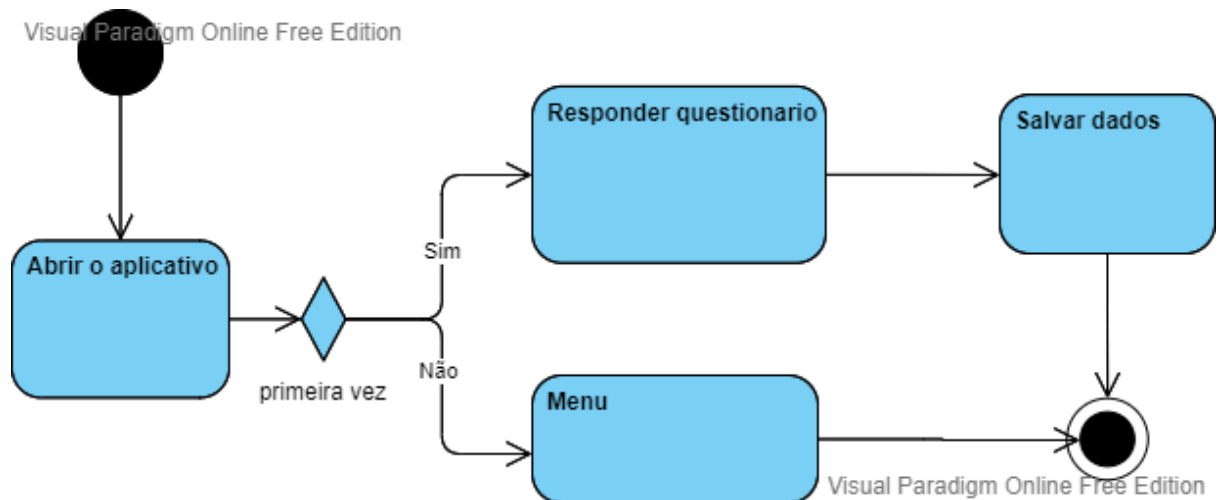 Visual Paradigm Online Free Edition
Responder questionario
Salvar dados
Abrir o aplicativo
Sim
primeira vez
Não
Menu
Visual Paradigm Online Free Edition